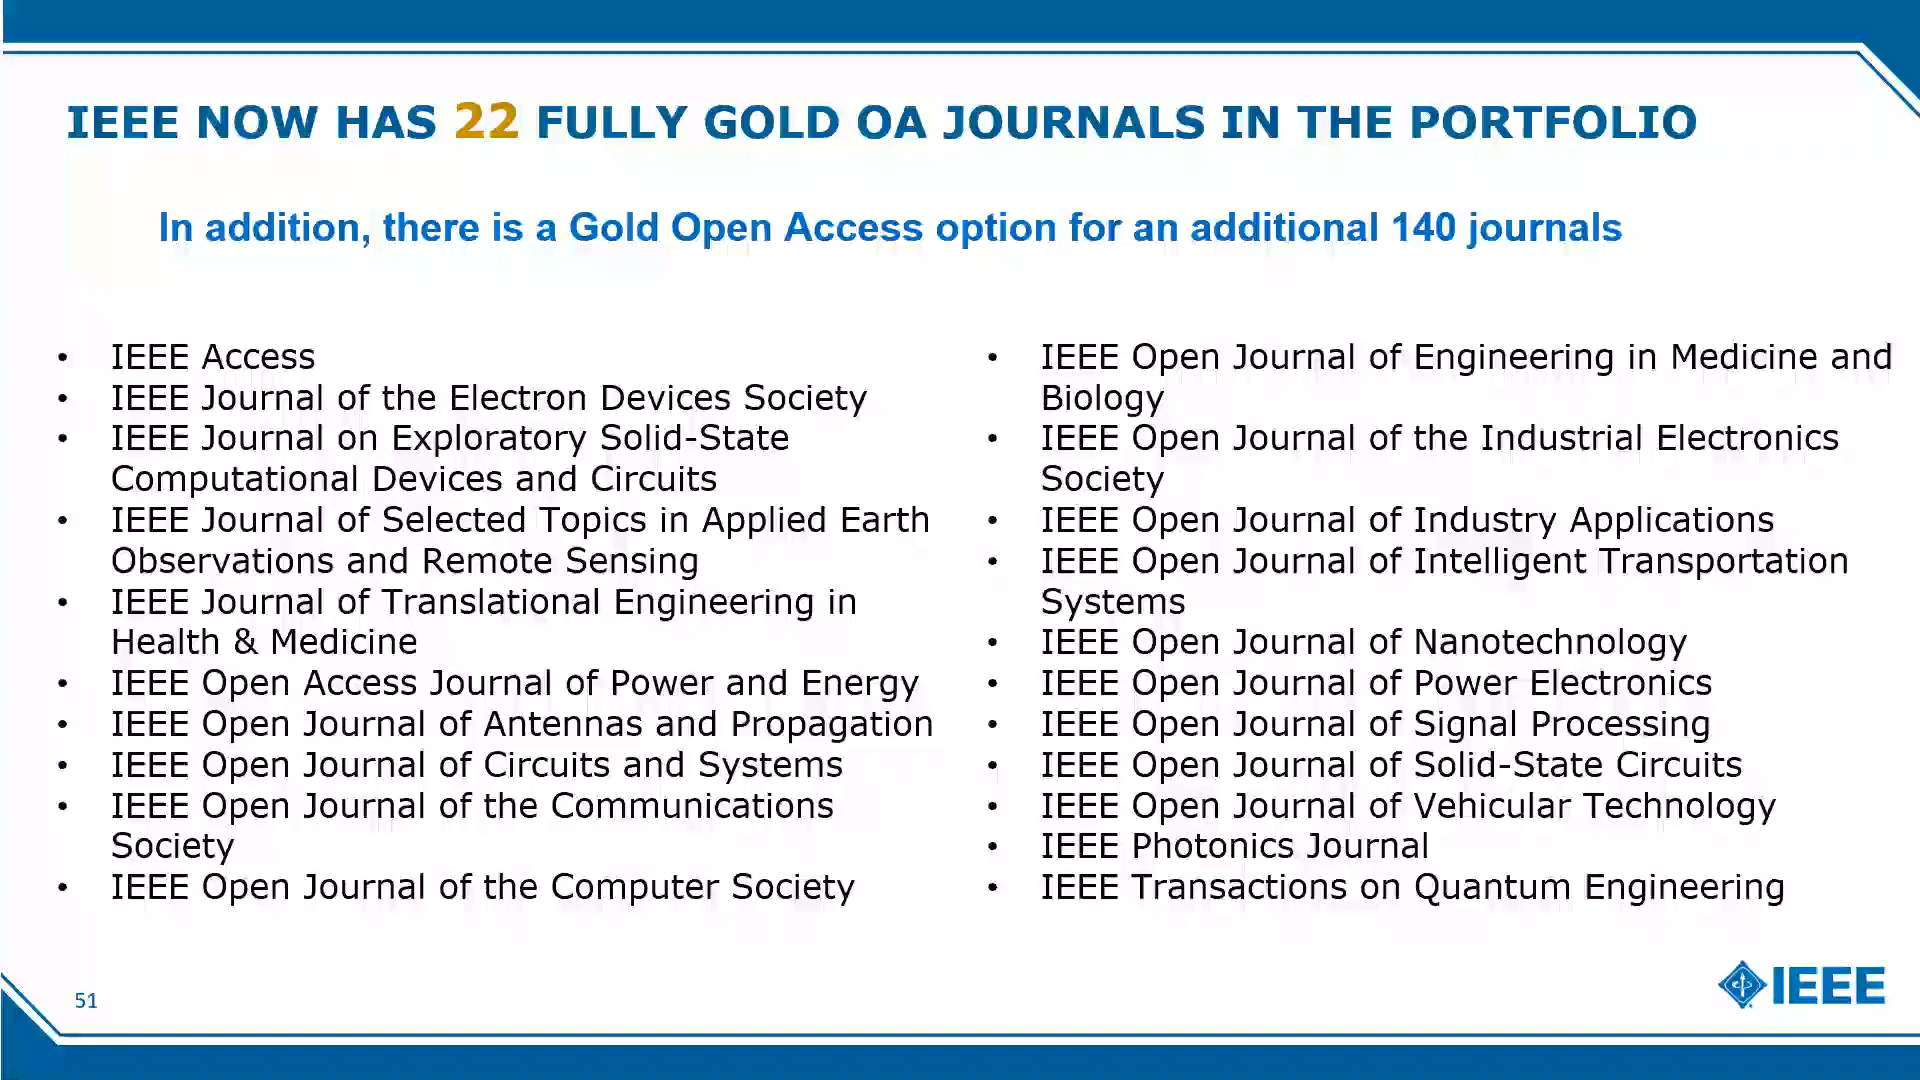 IEEE NOW HAS 22 FULLY GOLD OA JOURNALS IN THE PORTFOLIO
In addition, there is a Gold Open Access option for an additional 140 journals
• IEEE Access
• IEEE Journal of the Electron Devices Society
• IEEE Journal on Exploratory Solid-State
Computational Devices and Circuits
• IEEE Journal of Selected Topics in Applied Earth
Observations and Remote Sensing
• IEEE Journal of Translational Engineering in
Health & Medicine
• IEEE Open Access Journal of Power and Energy
• IEEE Open Journal of Antennas and Propagation
• IEEE Open Journal of Circuits and Systems
• IEEE Open Journal of the Communications
Society
• IEEE Open Journal of the Computer Society
• IEEE Open Journal of Engineering in Medicine and
Biology
• IEEE Open Journal of the Industrial Electronics
Society
• IEEE Open Journal of Industry Applications
• IEEE Open Journal of Intelligent Transportation
Systems
• IEEE Open Journal of Nanotechnology
• IEEE Open Journal of Power Electronics
• IEEE Open Journal of Signal Processing
• IEEE Open Journal of Solid-State Circuits
• IEEE Open Journal of Vehicular Technology
• IEEE Photonics Journal
• IEEE Transactions on Quantum Engineering
51
IEEE